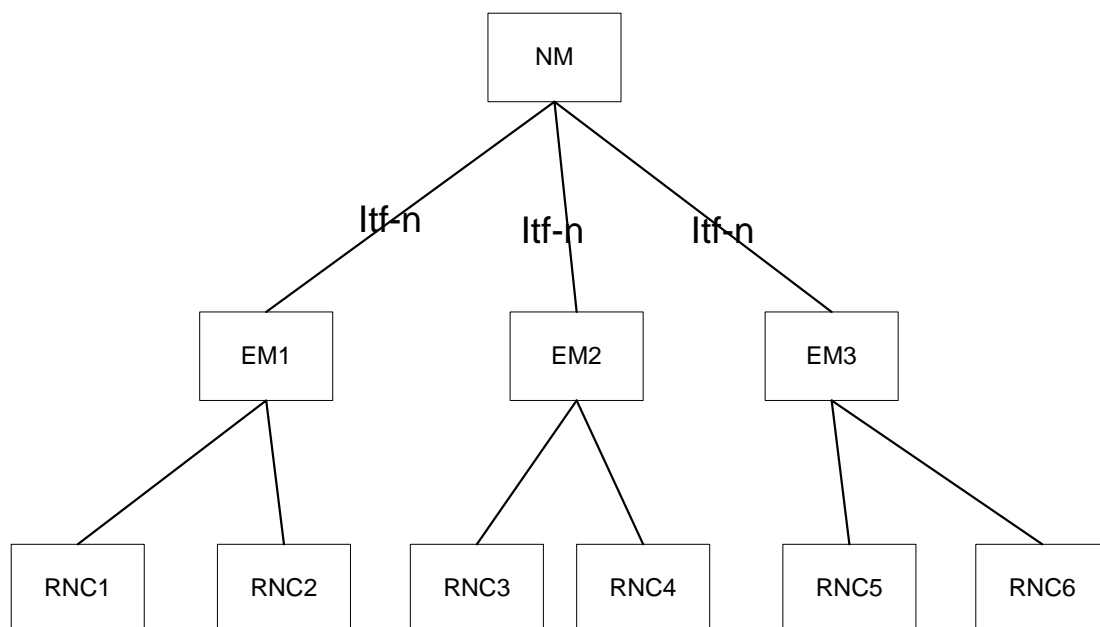 NM
Itf-n
Itf-n
Itf-n
EM1
EM2
EM3
RNC1
RNC2
RNC3
RNC4
RNC5
RNC6